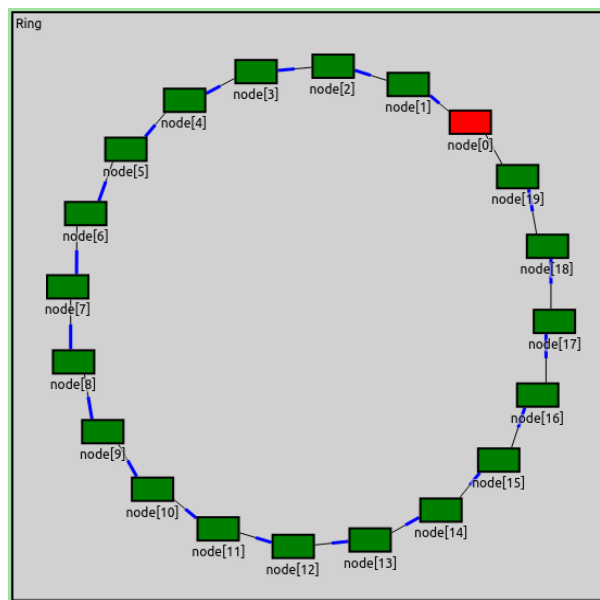 Ring
node[2]
node[3]
node[1]
node[4]
node[0]
node[5]
node[19]
node[6]
node[18]
node[7]
node[17]
node[8]
node[16]
node[9]
node[15]
node[10]
node[14]
node[11]
node[13]
node[12]